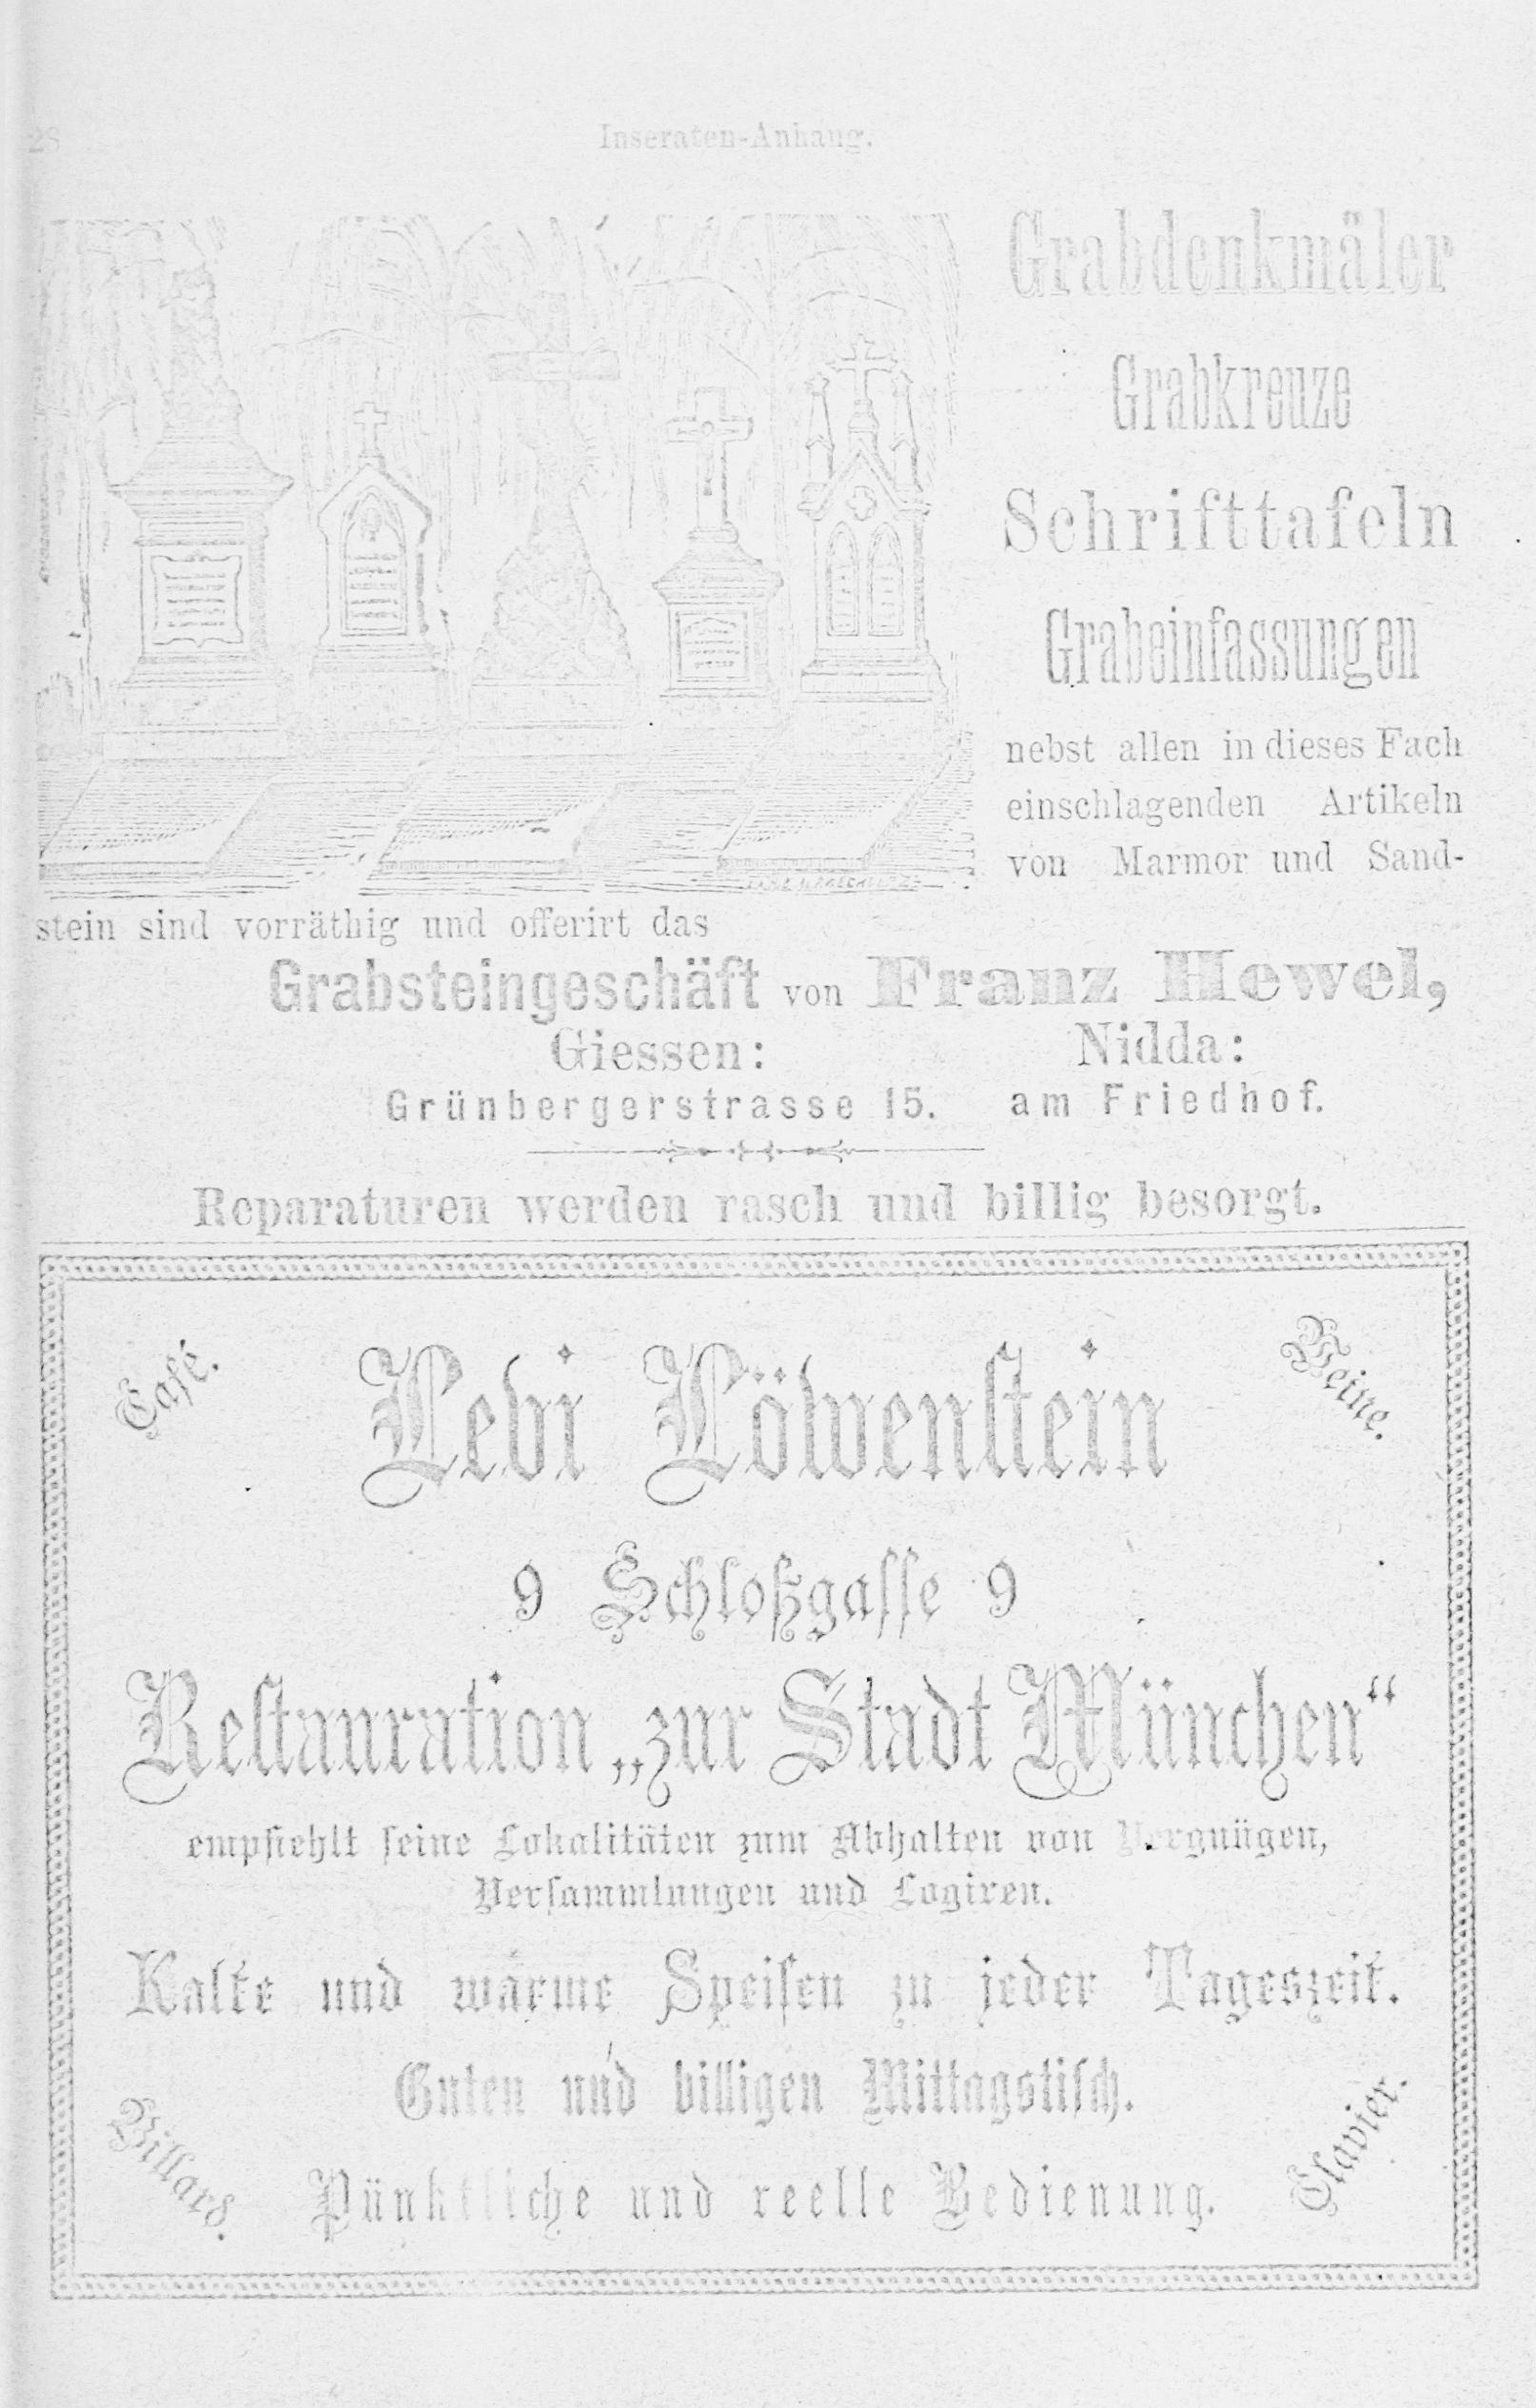 28
Inseraten-Anhang.
Grabdenkmäler
Grabkreuze
Schrifttafeln
Grabeinfassungen
nebst allen in dieses Fach
einschlagenden Artikeln
von Marmor und Sand-
stein sind vorräthig und offerirt das
Grabsteingeschäft von Franz Hewel,
Giessen: Nidda:
Grünbergerstrasse 15. am Friedhof.
Reparaturen werden rasch und billig besorgt.
Café.
Weine.
Levi Löwenstein
9 Schloßgasse 9
Restauration „zur Stadt München“
empfiehlt seine Lokalitäten zum Abhalten von Vergnügen,
Versammlungen und Logiren.
Kalte und warme Speisen zu jeder Tageszeit.
Guten und billigen Mittagstisch.
Billard.
Clavier.
Pünktliche und reelle Bedienung.